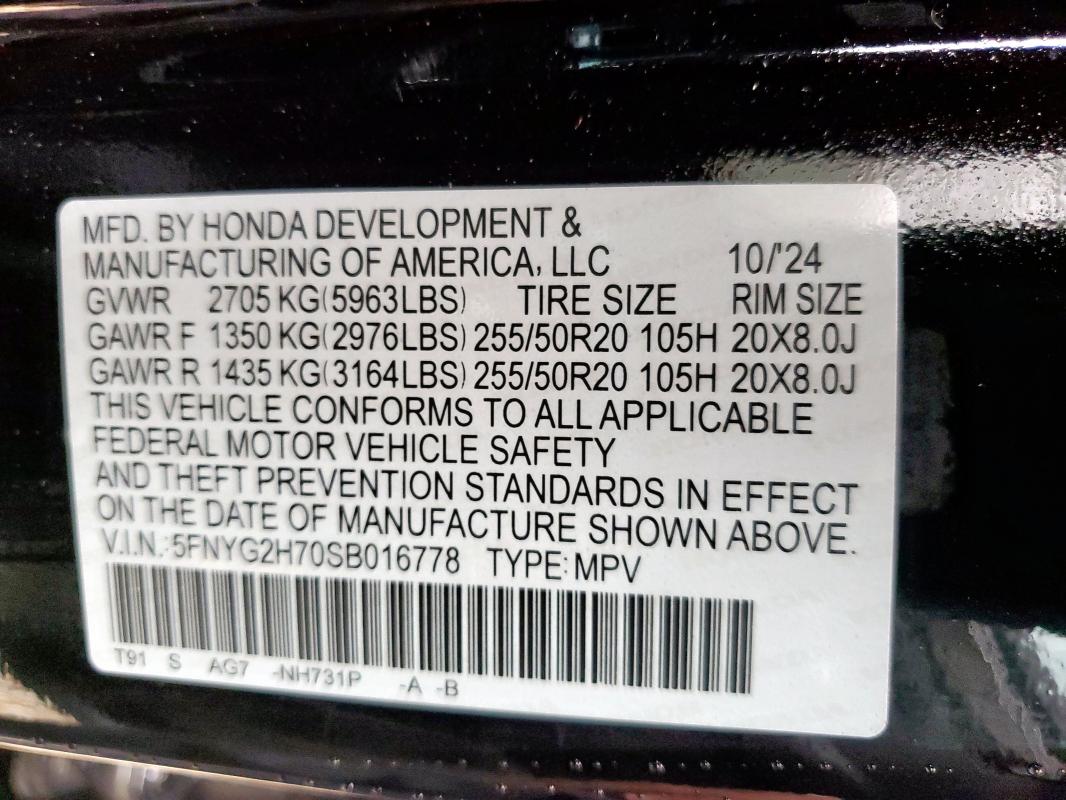 MFD. BY HONDA DEVELOPMENT &
MANUFACTURING OF AMERICA, LLC 10/'24
GVWR 2705 KG(5963LBS) TIRE SIZE RIM SIZE
GAWR F 1350 KG(2976LBS) 255/50R20 105H 20X8.0J
GAWR R 1435 KG(3164LBS) 255/50R20 105H 20X8.0J
THIS VEHICLE CONFORMS TO ALL APPLICABLE
FEDERAL MOTOR VEHICLE SAFETY
AND THEFT PREVENTION STANDARDS IN EFFECT
ON THE DATE OF MANUFACTURE SHOWN ABOVE.
V.I.N.:5FNYG2H70SB016778 TYPE:MPV
T91 S AG7 -NH731P -A -B